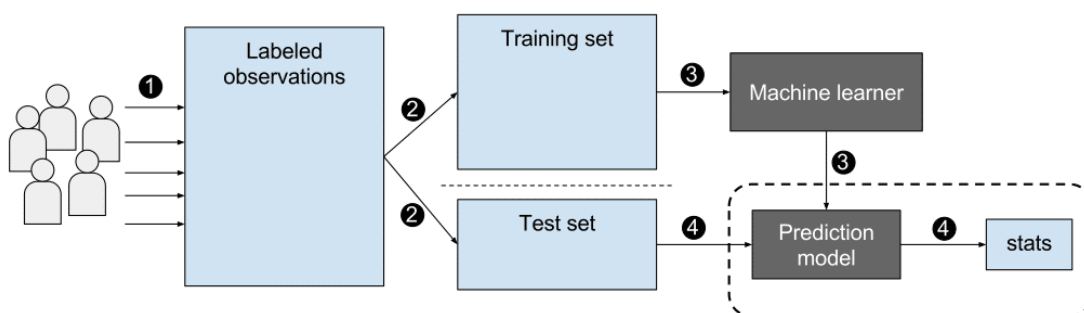 1
Labeled
observations
2
2
Training set
Test set
3
Machine learner
3
4
Prediction
model
4
stats